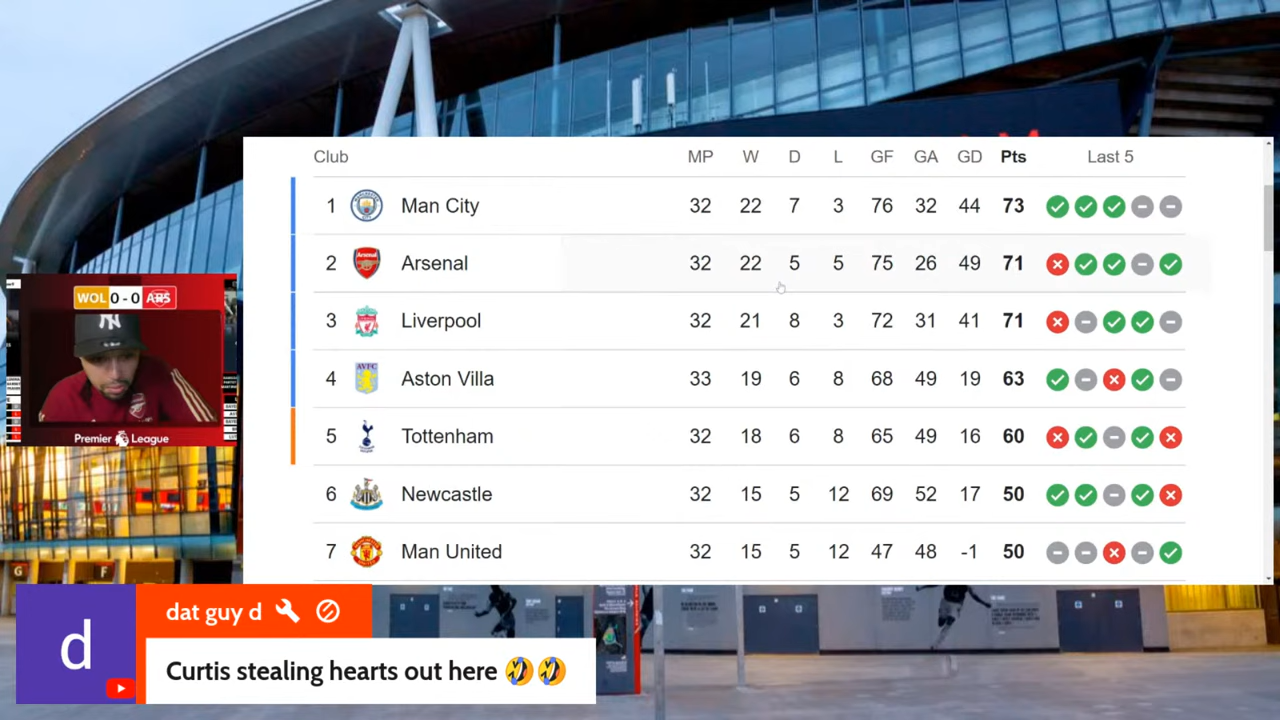 Club MP W D L GF GA GD Pts Last 5
1 Man City 32 22 7 3 76 32 44 73
2 Arsenal 32 22 5 5 75 26 49 71
3 Liverpool 32 21 8 3 72 31 41 71
4 AVFC Aston Villa 33 19 6 8 68 49 19 63
5 Tottenham 32 18 6 8 65 49 16 60
6 Newcastle 32 15 5 12 69 52 17 50
7 Man United 32 15 5 12 47 48 -1 50
WOL 0 - 0 ARS
NY
Premier League
G F
dat guy d
d
Curtis stealing hearts out here 🤣🤣